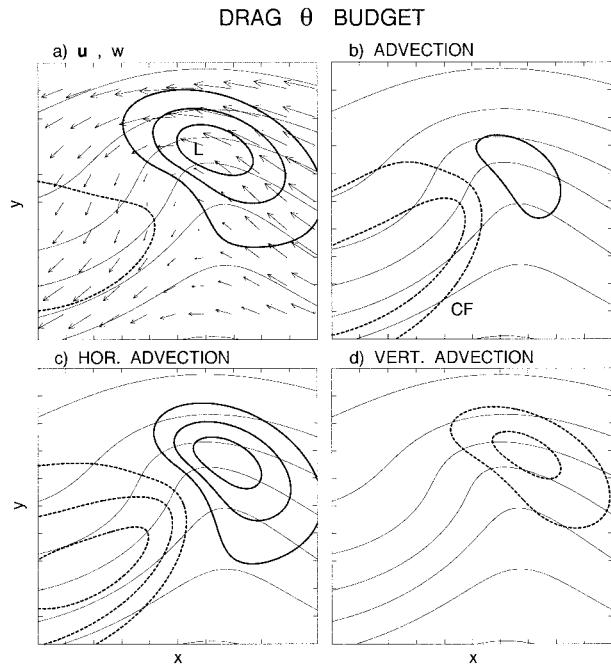 DRAG θ BUDGET
a) u , w
b) ADVECTION
L
y
CF
c) HOR. ADVECTION
d) VERT. ADVECTION
y
x
x